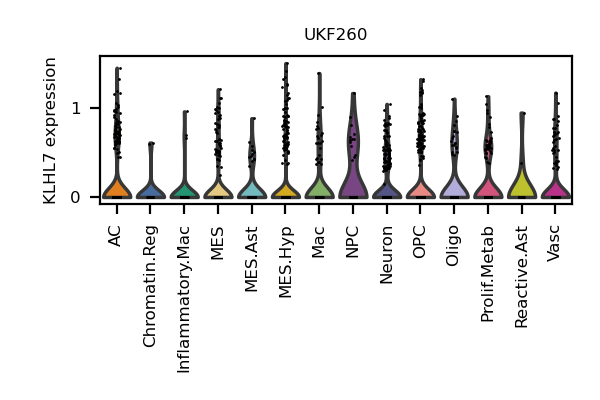 UKF260
KLHL7 expression
1
0
AC
Chromatin.Reg
Inflammatory.Mac
MES
MES.Ast
MES.Hyp
Mac
NPC
Neuron
OPC
Oligo
Prolif.Metab
Reactive.Ast
Vasc